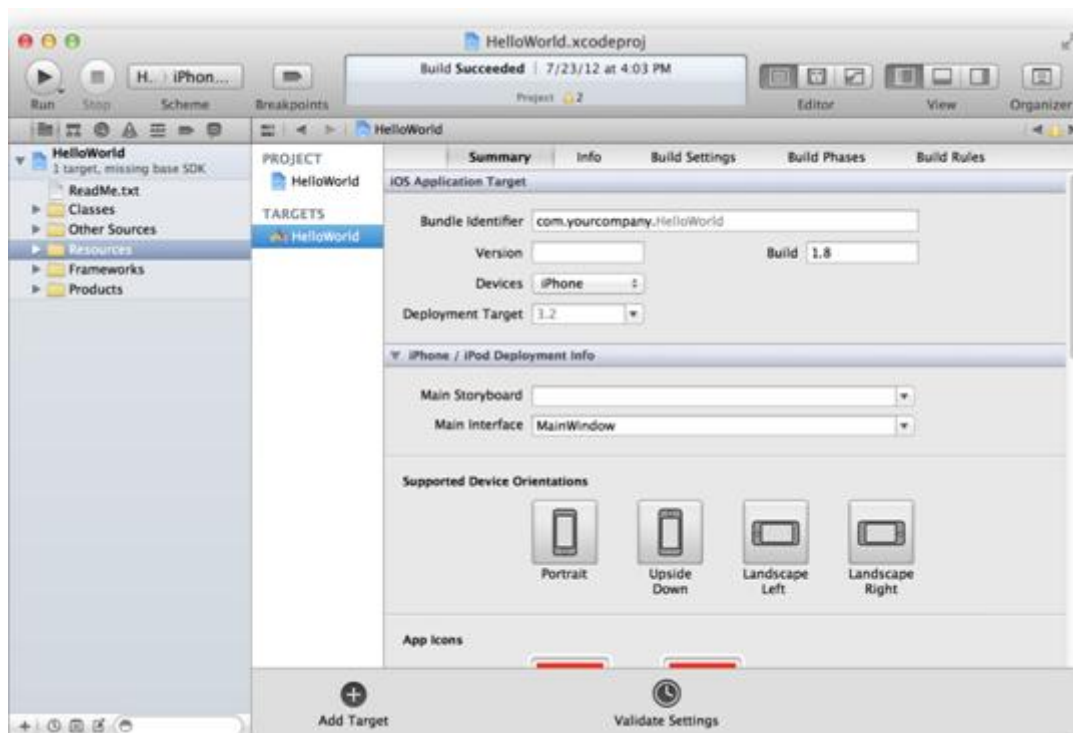 HelloWorld.xcodeproj
Build Succeeded 7/23/12 at 4:03 PM
Project 2
H... iPhon...
Run Stop Scheme Breakpoints Editor View Organizer
HelloWorld
HelloWorld
1 target, missing base SDK
ReadMe.txt
Classes
Other Sources
Resources
Frameworks
Products
PROJECT
HelloWorld
TARGETS
HelloWorld
Summary Info Build Settings Build Phases Build Rules
iOS Application Target
Bundle Identifier com.yourcompany.HelloWorld
Version Build 1.8
Devices iPhone
Deployment Target 3.2
iPhone / iPod Deployment Info
Main Storyboard
Main Interface MainWindow
Supported Device Orientations
Portrait Upside Down Landscape Left Landscape Right
App Icons
Add Target Validate Settings